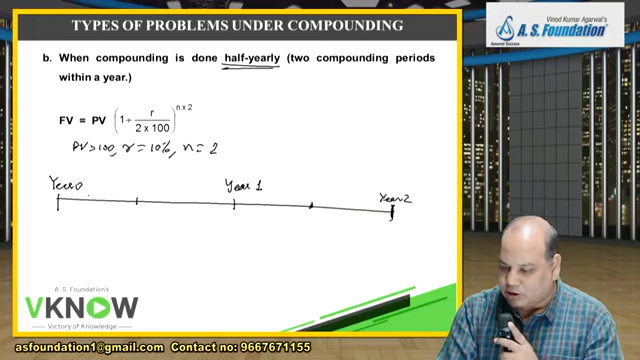 TYPES OF PROBLEMS UNDER COMPOUNDING
Vinod Kumar Agarwal's
A. S. Foundation®
Assured Success
b. When compounding is done half-yearly (two compounding periods
within a year.)
FV = PV (1+ r / 2 x 100) n x 2
PV=100, r = 10%, n = 2
Year 0
Year 1
Year 2
A. S. Foundation's
VKNOW
Victory of Knowledge
asfoundation1@gmail.com Contact no: 9667671155